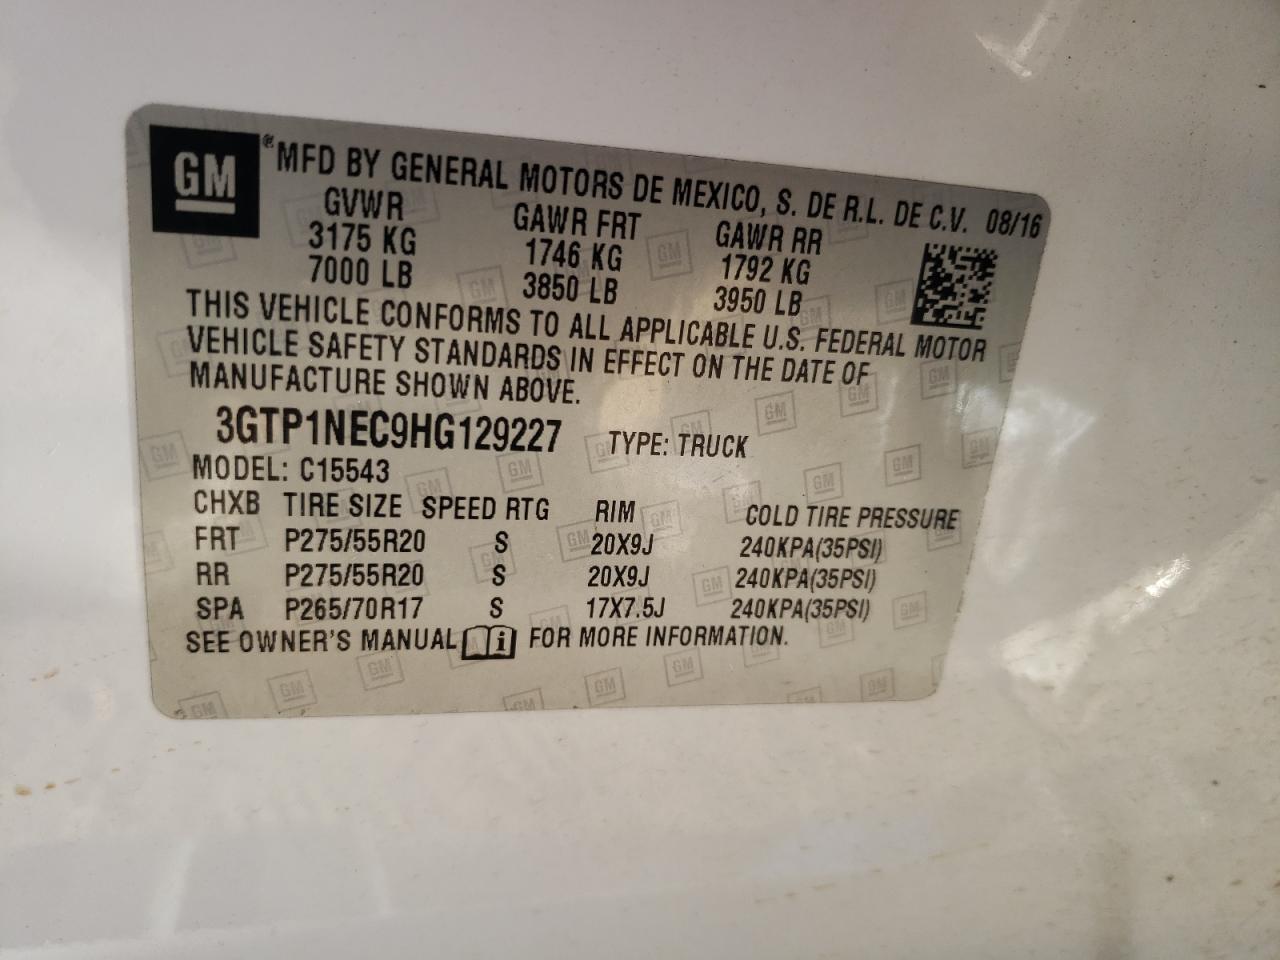 GM ® MFD BY GENERAL MOTORS DE MEXICO, S. DE R.L. DE C.V. 08/16
GVWR GAWR FRT GAWR RR
3175 KG 1746 KG 1792 KG
7000 LB 3850 LB 3950 LB
THIS VEHICLE CONFORMS TO ALL APPLICABLE U.S. FEDERAL MOTOR
VEHICLE SAFETY STANDARDS IN EFFECT ON THE DATE OF
MANUFACTURE SHOWN ABOVE.
3GTP1NEC9HG129227 TYPE: TRUCK
MODEL: C15543
CHXB TIRE SIZE SPEED RTG RIM COLD TIRE PRESSURE
FRT P275/55R20 S 20X9J 240KPA(35PSI)
RR P275/55R20 S 20X9J 240KPA(35PSI)
SPA P265/70R17 S 17X7.5J 240KPA(35PSI)
SEE OWNER'S MANUAL i FOR MORE INFORMATION.